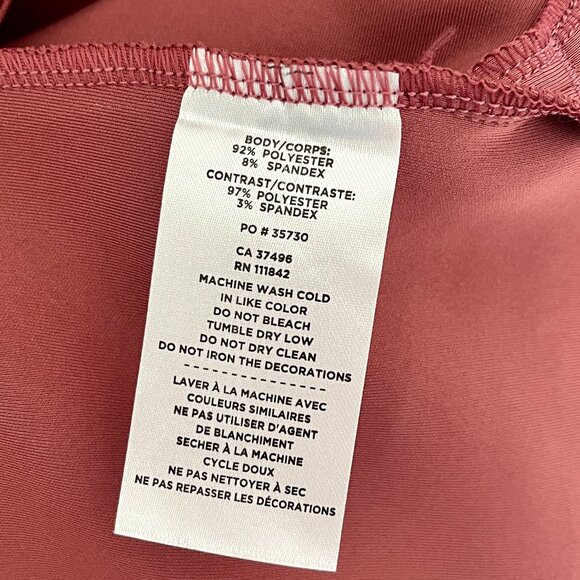 BODY/CORPS:
92% POLYESTER
8% SPANDEX
CONTRAST/CONTRASTE:
97% POLYESTER
3% SPANDEX
PO # 35730
CA 37496
RN 111842
MACHINE WASH COLD
IN LIKE COLOR
DO NOT BLEACH
TUMBLE DRY LOW
DO NOT DRY CLEAN
DO NOT IRON THE DECORATIONS
--------------------
LAVER À LA MACHINE AVEC
COULEURS SIMILAIRES
NE PAS UTILISER D'AGENT
DE BLANCHIMENT
SECHER À LA MACHINE
CYCLE DOUX
NE PAS NETTOYER À SEC
NE PAS REPASSER LES DÉCORATIONS